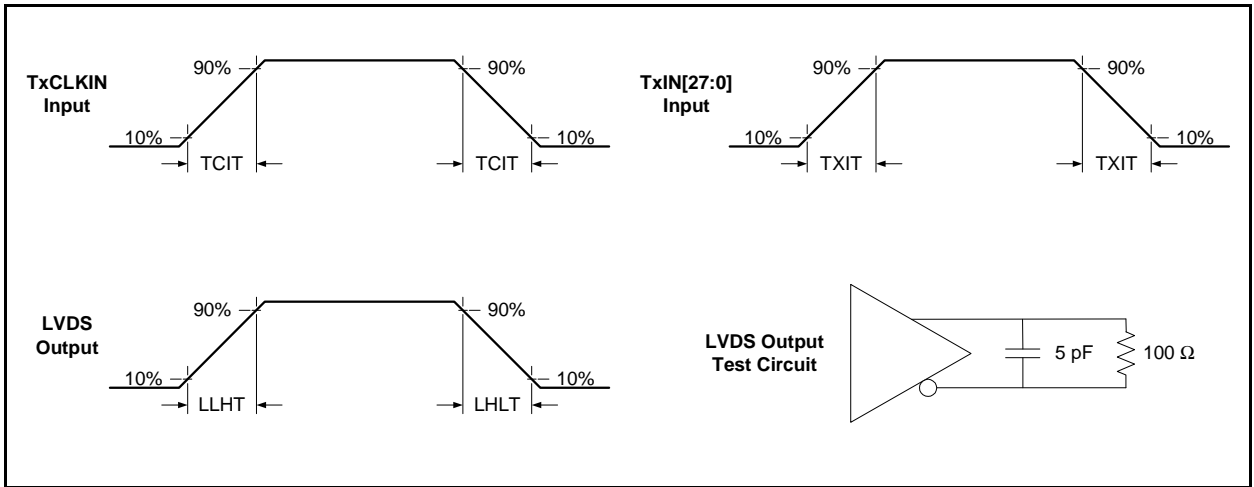 TxCLKIN
Input
90%
90%
10%
10%
TCIT
TCIT
TxIN[27:0]
Input
90%
90%
10%
10%
TXIT
TXIT
LVDS
Output
90%
90%
10%
10%
LLHT
LHLT
LVDS Output
Test Circuit
5 pF
100 Ω